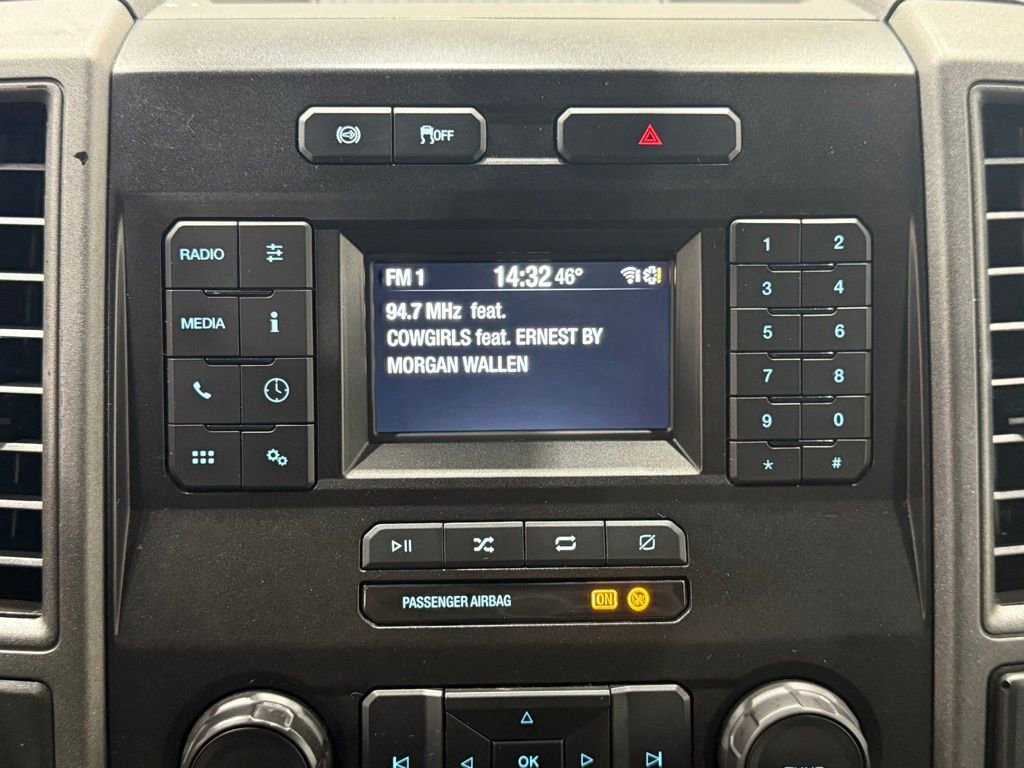 OFF
RADIO
MEDIA
i
FM 1 14:32 46°
94.7 MHz feat.
COWGIRLS feat. ERNEST BY
MORGAN WALLEN
1 2
3 4
5 6
7 8
9 0
* #
PASSENGER AIRBAG ON
OK